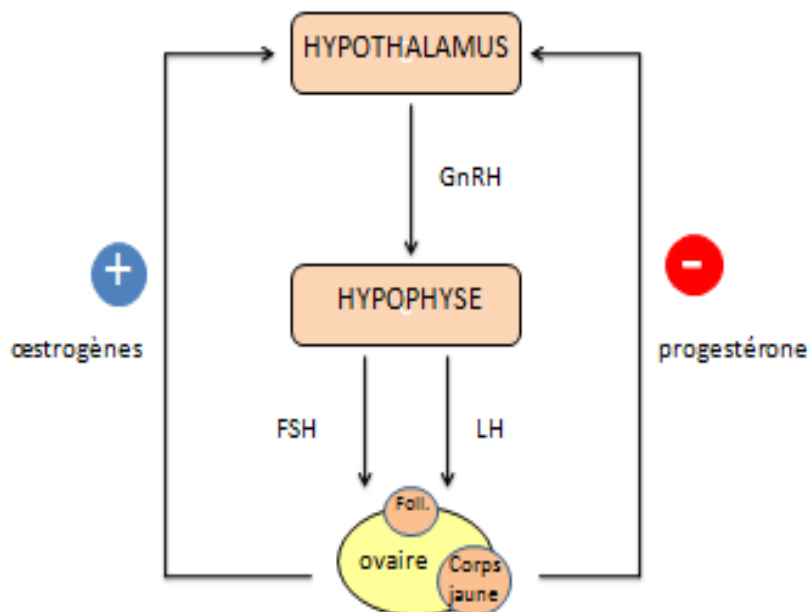 HYPOTHALAMUS
GnRH
+
-
HYPOPHYSE
œstrogènes
progestérone
FSH
LH
Foll.
ovaire
Corps
jaune